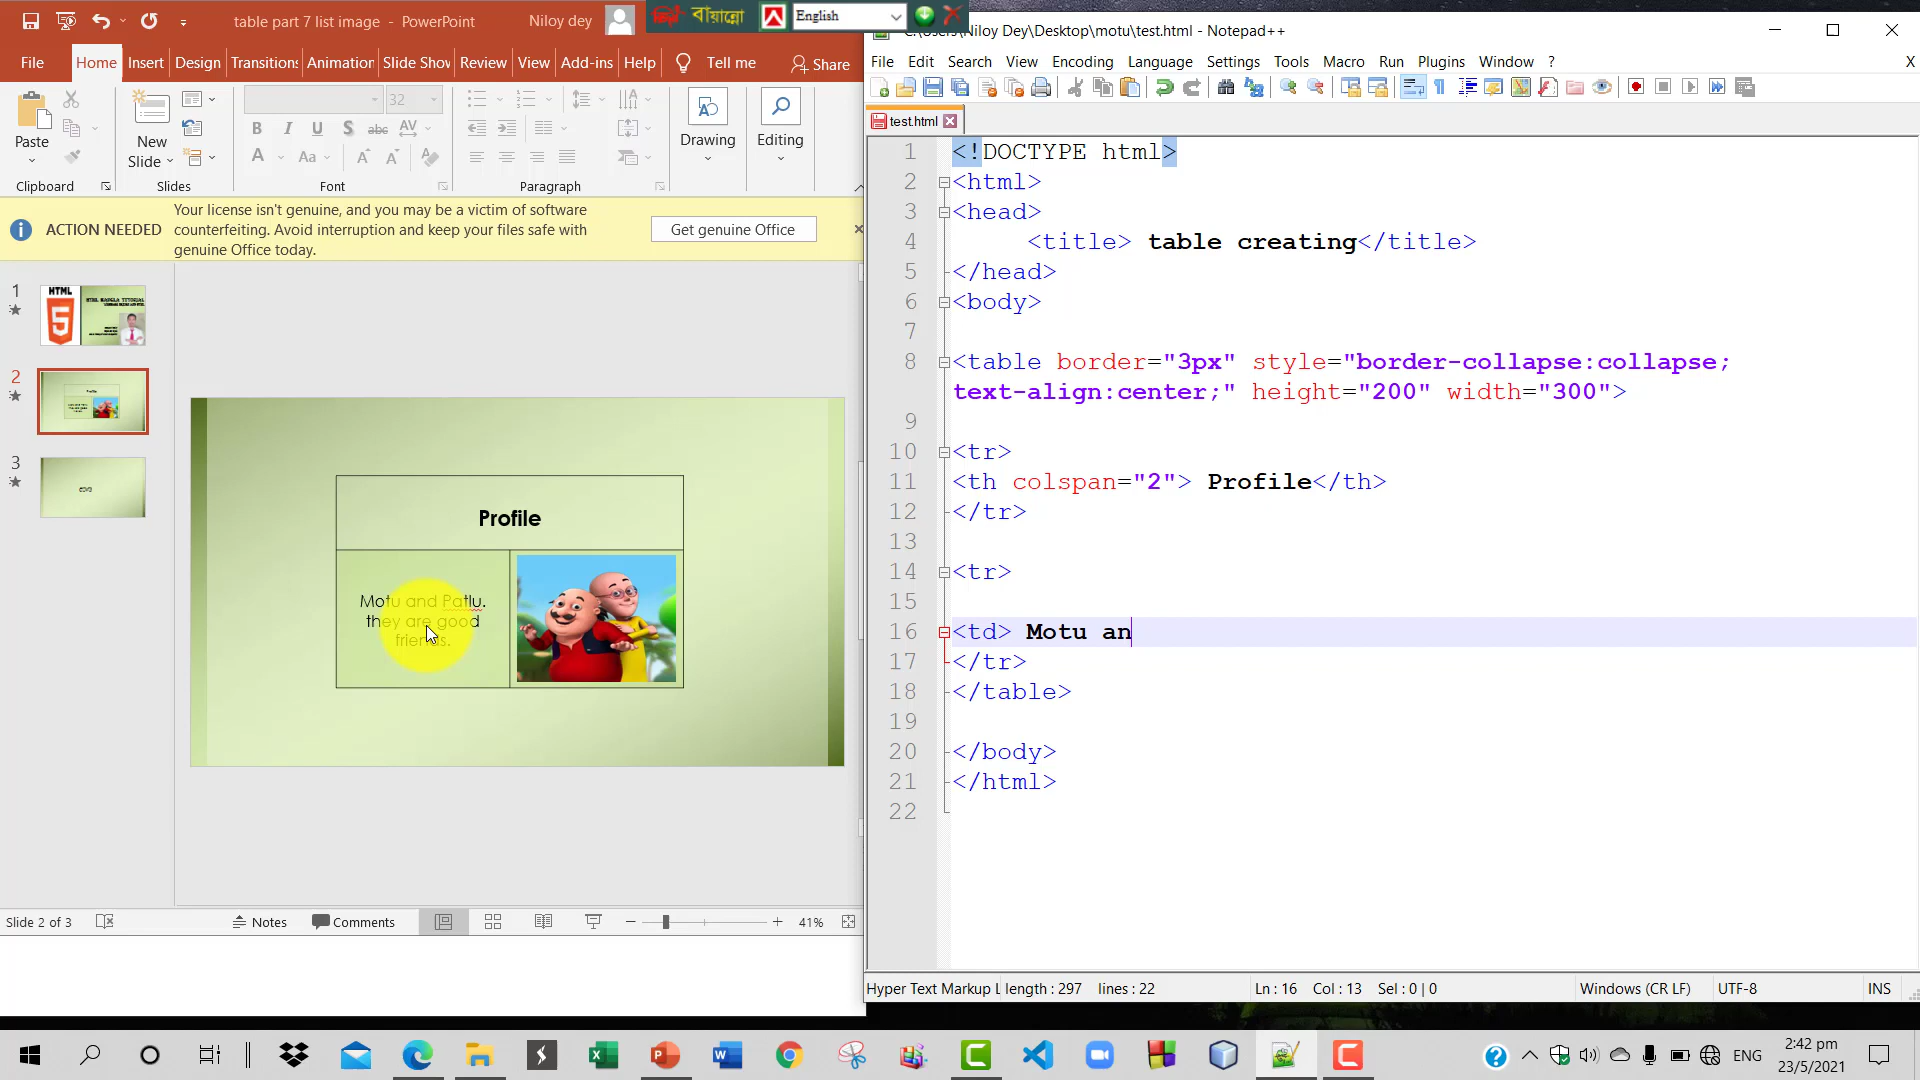 table part 7 list image - PowerPoint
Niloy dey
বায়ান্নো
English
File Home Insert Design Transitions Animation Slide Show Review View Add-ins Help Tell me Share
32
Paste
New
Slide
Drawing
Editing
Clipboard
Slides
Font
Paragraph
ACTION NEEDED
Your license isn't genuine, and you may be a victim of software
counterfeiting. Avoid interruption and keep your files safe with
genuine Office today.
Get genuine Office
1
HTML
5
2
3
Profile
Motu and Patlu.
they are good
friends.
Slide 2 of 3
Notes
Comments
41%
C:\Users\Niloy Dey\Desktop\motu\test.html - Notepad++
File Edit Search View Encoding Language Settings Tools Macro Run Plugins Window ? X
test.html
1 <!DOCTYPE html>
2 <html>
3 <head>
4 <title> table creating</title>
5 </head>
6 <body>
7
8 <table border="3px" style="border-collapse:collapse;
text-align:center;" height="200" width="300">
9
10 <tr>
11 <th colspan="2"> Profile</th>
12 </tr>
13
14 <tr>
15
16 <td> Motu an
17 </tr>
18 </table>
19
20 </body>
21 </html>
22
Hyper Text Markup L length : 297 lines : 22 Ln : 16 Col : 13 Sel : 0 | 0 Windows (CR LF) UTF-8 INS
ENG
2:42 pm
23/5/2021